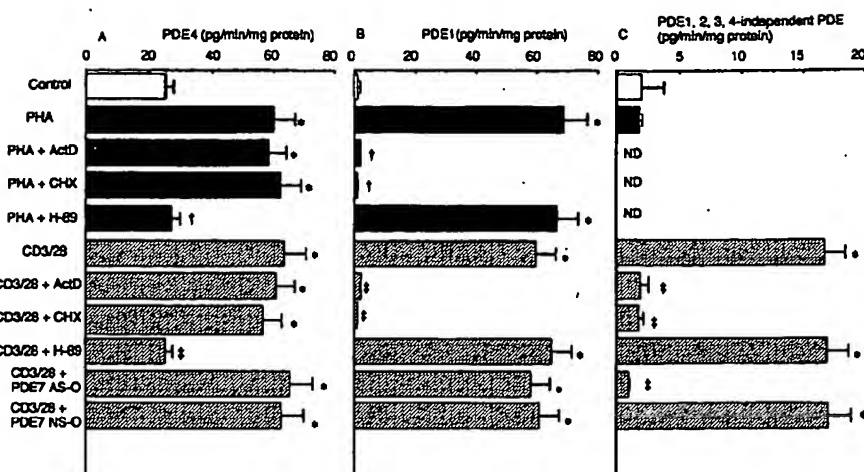 A PDE4 (pg/min/mg protein)
0 20 40 60 80
B PDE1 (pg/min/mg protein)
0 20 40 60 80
C PDE1, 2, 3, 4-independent PDE
(pg/min/mg protein)
0 5 10 15 20
Control
PHA
*
*
PHA + ActD
*
†
ND
PHA + CHX
*
†
ND
PHA + H-89
†
*
ND
CD3/28
*
*
*
CD3/28 + ActD
*
‡
‡
CD3/28 + CHX
*
‡
‡
CD3/28 + H-89
‡
*
*
CD3/28 +
PDE7 AS-O
*
*
‡
CD3/28 +
PDE7 NS-O
*
*
*